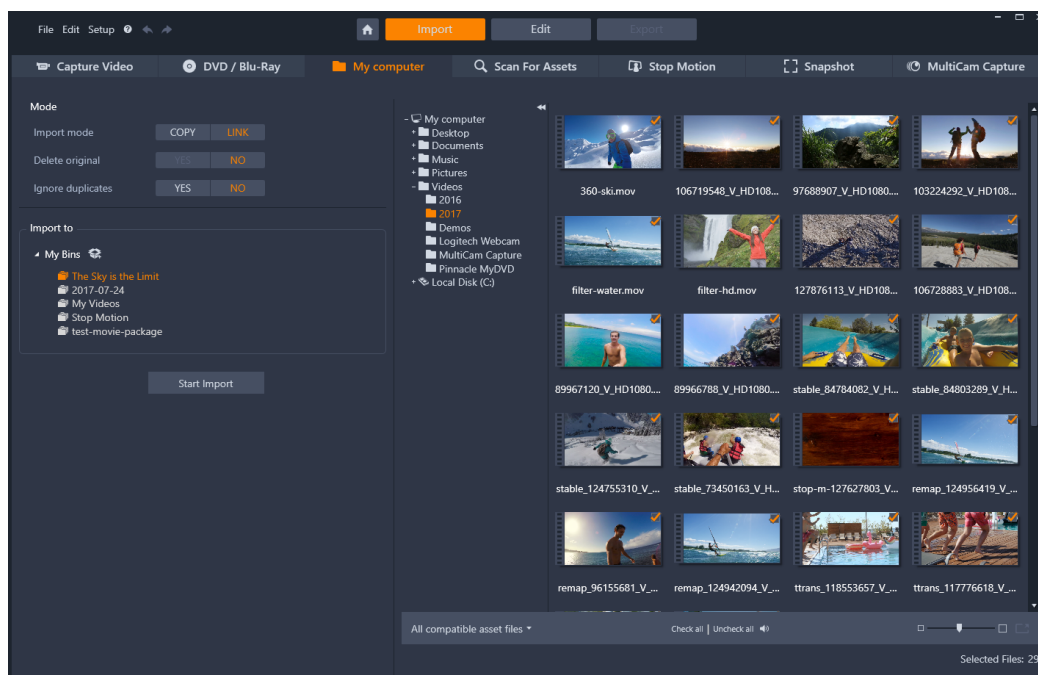 File Edit Setup
Import Edit Export
Capture Video DVD / Blu-Ray My computer Scan For Assets Stop Motion Snapshot MultiCam Capture
Mode
Import mode COPY LINK
Delete original YES NO
Ignore duplicates YES NO
Import to
My Bins
The Sky is the Limit
2017-07-24
My Videos
Stop Motion
test-movie-package
Start Import
My computer
Desktop
Documents
Music
Pictures
Videos
2016
2017
Demos
Logitech Webcam
MultiCam Capture
Pinnacle MyDVD
Local Disk (C:)
360-ski.mov 106719548_V_HD108... 97688907_V_HD1080.... 103224292_V_HD108...
filter-water.mov filter-hd.mov 127876113_V_HD108... 106728883_V_HD108...
89967120_V_HD1080.... 89966788_V_HD1080.... stable_84784082_V_H... stable_84803289_V_H...
stable_124755310_V_... stable_73450163_V_H... stop-m-127627803_V... remap_124956419_V_...
remap_96155681_V_... remap_124942094_V_... ttrans_118553657_V_... ttrans_117776618_V_...
All compatible asset files Check all | Uncheck all
Selected Files: 29